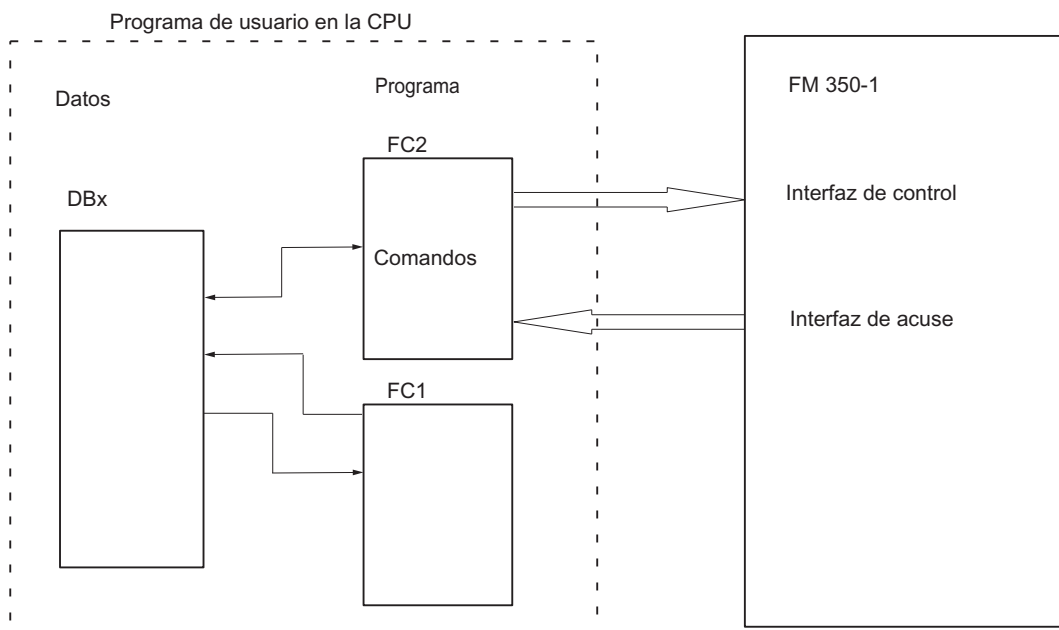 Programa de usuario en la CPU
Datos
Programa
FM 350-1
FC2
DBx
Interfaz de control
Comandos
Interfaz de acuse
FC1